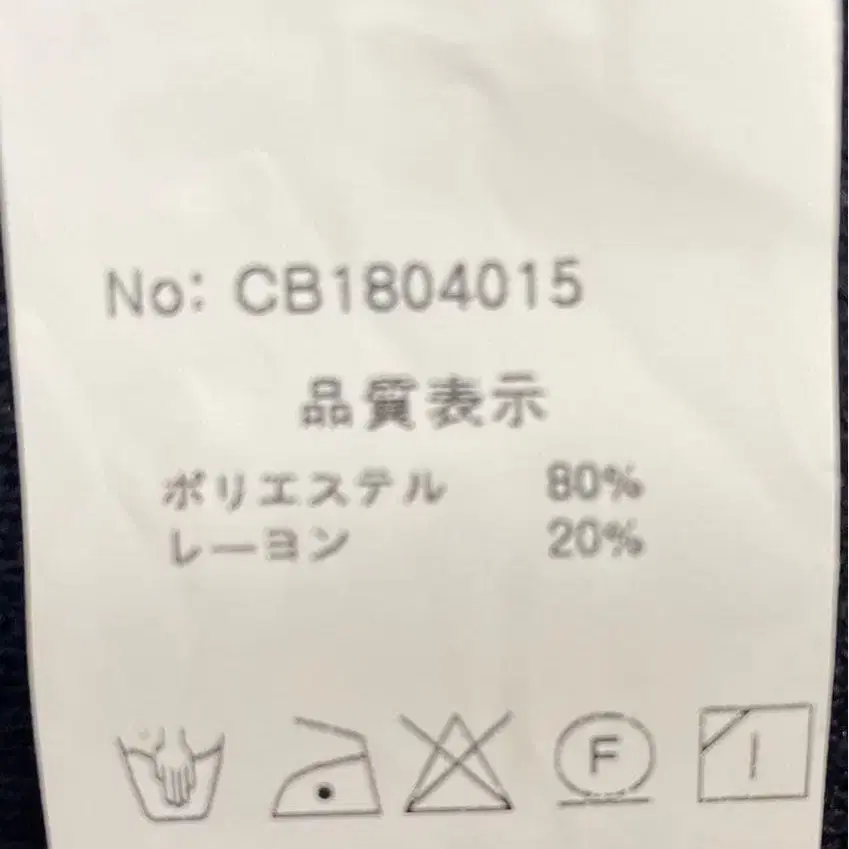 No: CB1804015
品質表示
ポリエステル 80%
レーヨン 20%
F